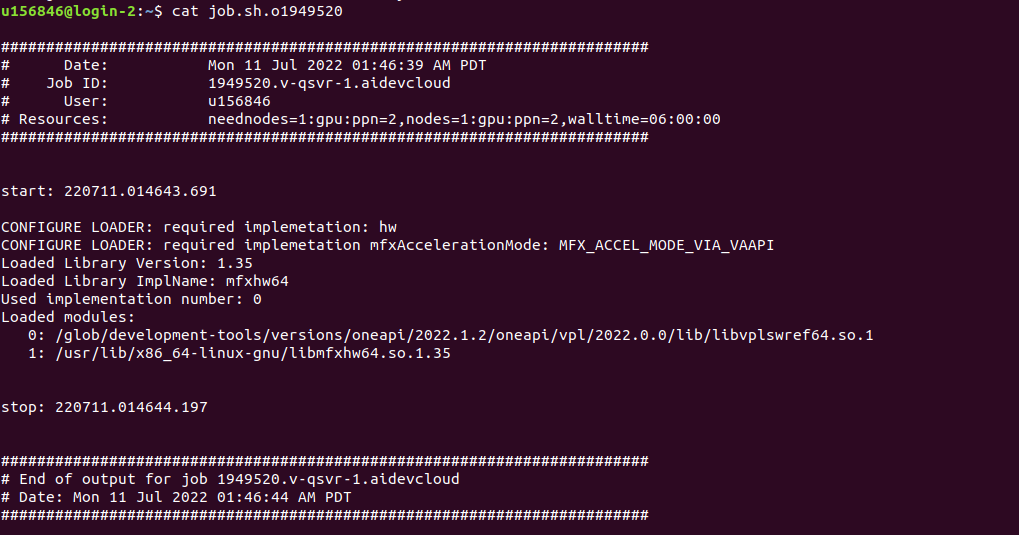 u156846@login-2:~$ cat job.sh.o1949520
########################################################################
#      Date:           Mon 11 Jul 2022 01:46:39 AM PDT
#    Job ID:           1949520.v-qsvr-1.aidevcloud
#      User:           u156846
# Resources:           neednodes=1:gpu:ppn=2,nodes=1:gpu:ppn=2,walltime=06:00:00
########################################################################
start: 220711.014643.691
CONFIGURE LOADER: required implemetation: hw
CONFIGURE LOADER: required implemetation mfxAccelerationMode: MFX_ACCEL_MODE_VIA_VAAPI
Loaded Library Version: 1.35
Loaded Library ImplName: mfxhw64
Used implementation number: 0
Loaded modules:
   0: /glob/development-tools/versions/oneapi/2022.1.2/oneapi/vpl/2022.0.0/lib/libvplswref64.so.1
   1: /usr/lib/x86_64-linux-gnu/libmfxhw64.so.1.35
stop: 220711.014644.197
########################################################################
# End of output for job 1949520.v-qsvr-1.aidevcloud
# Date: Mon 11 Jul 2022 01:46:44 AM PDT
########################################################################